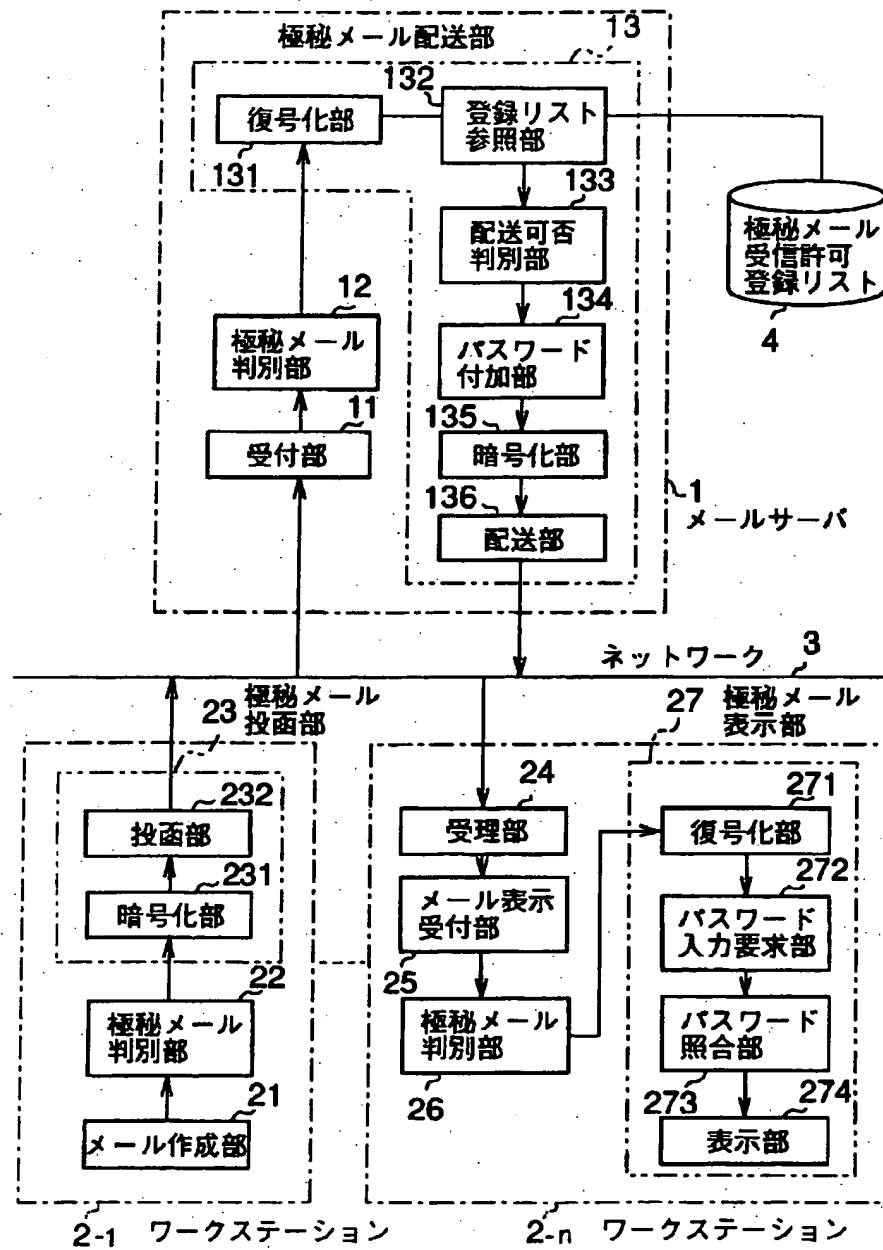 極秘メール配送部
13
132
復号化部
131
登録リスト
参照部
133
配送可否
判別部
極秘メール
受信許可
登録リスト
4
12
極秘メール
判別部
134
パスワード
付加部
11
受付部
135
暗号化部
136
配送部
1
メールサーバ
ネットワーク
3
極秘メール
投函部
23
極秘メール
表示部
27
232
投函部
231
暗号化部
22
極秘メール
判別部
21
メール作成部
24
受理部
メール表示
受付部
25
極秘メール
判別部
26
271
復号化部
272
パスワード
入力要求部
パスワード
照合部
273
274
表示部
2-1 ワークステーション
2-n ワークステーション